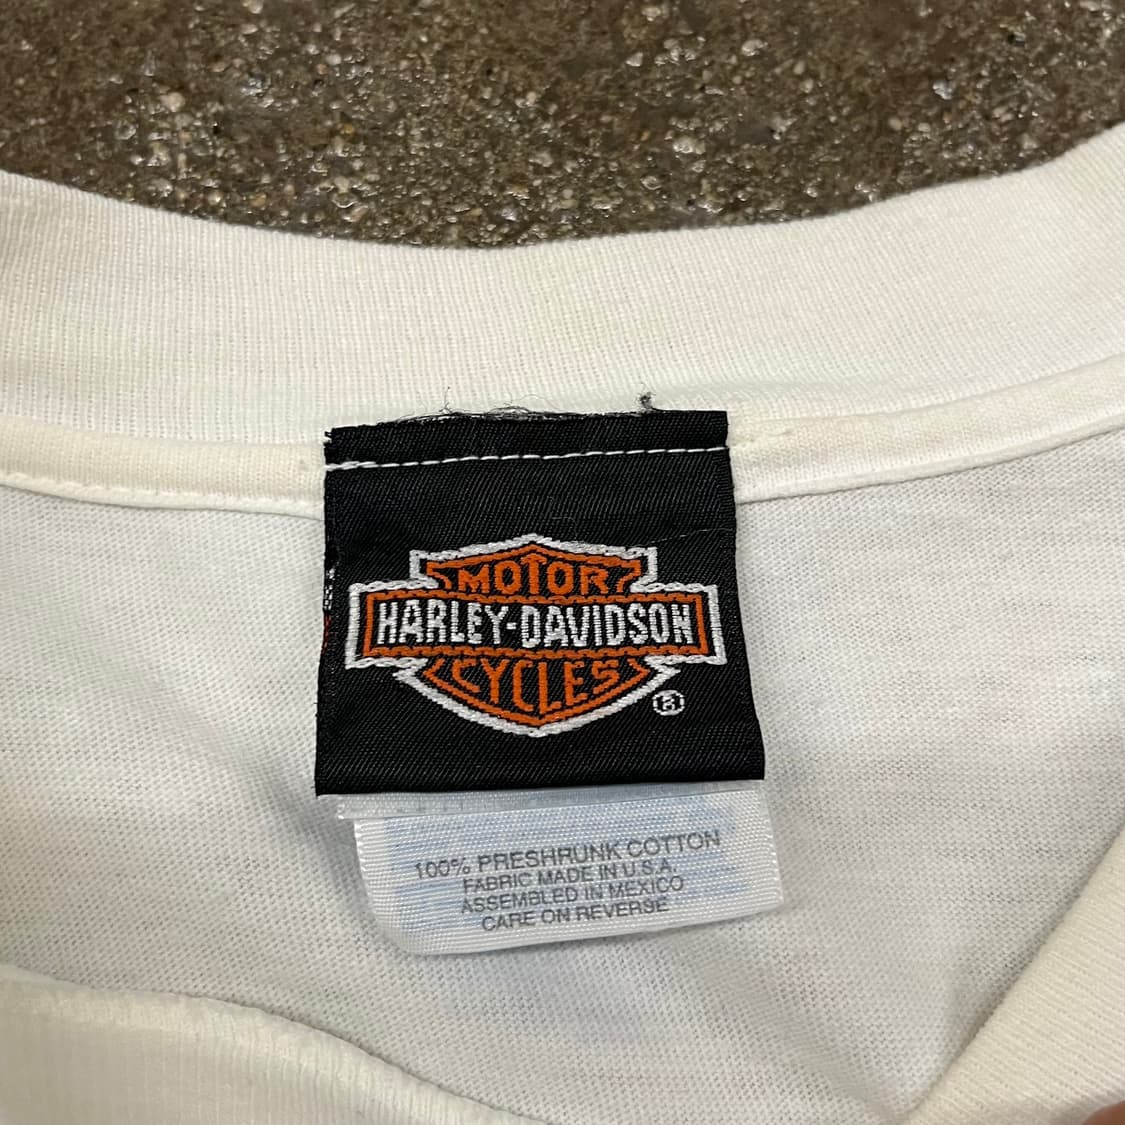 MOTOR
HARLEY-DAVIDSON
CYCLES
®
100% PRESHRUNK COTTON
FABRIC MADE IN U.S.A.
ASSEMBLED IN MEXICO
CARE ON REVERSE